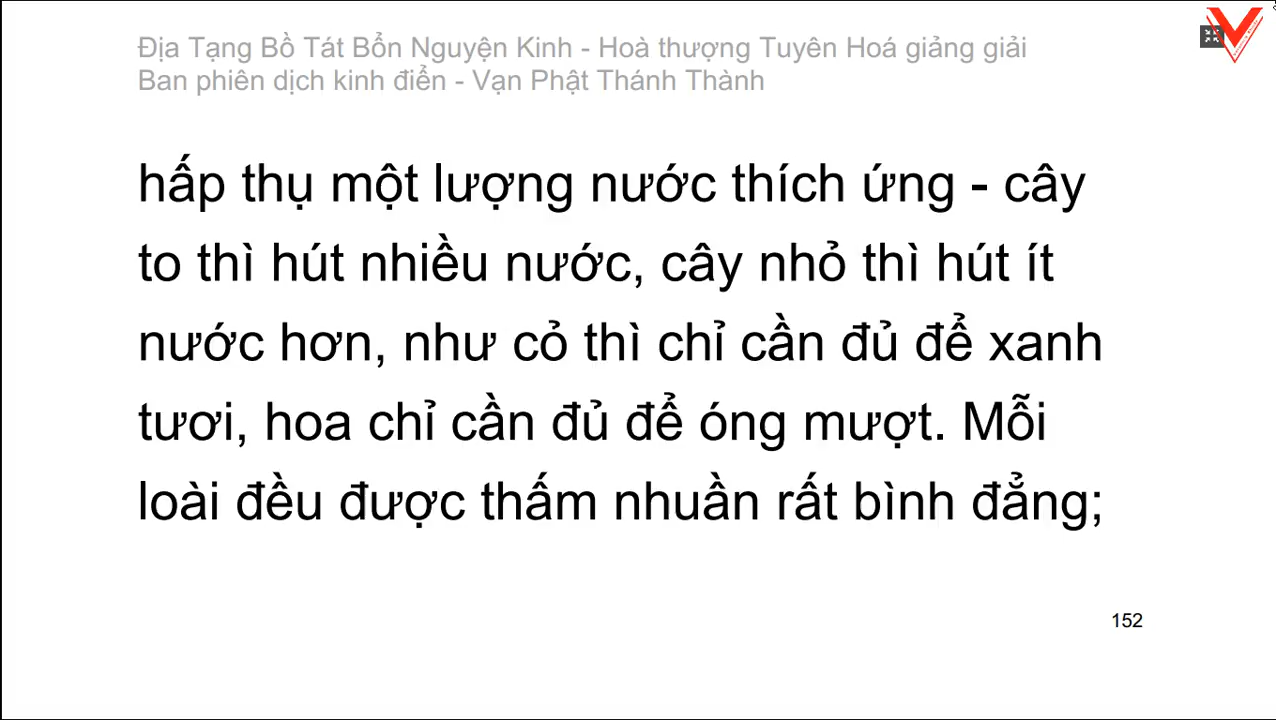 Địa Tạng Bồ Tát Bổn Nguyện Kinh - Hoà thượng Tuyên Hoá giảng giải
Ban phiên dịch kinh điển - Vạn Phật Thánh Thành
hấp thụ một lượng nước thích ứng - cây
to thì hút nhiều nước, cây nhỏ thì hút ít
nước hơn, như cỏ thì chỉ cần đủ để xanh
tươi, hoa chỉ cần đủ để óng mượt. Mỗi
loài đều được thấm nhuần rất bình đẳng;
152